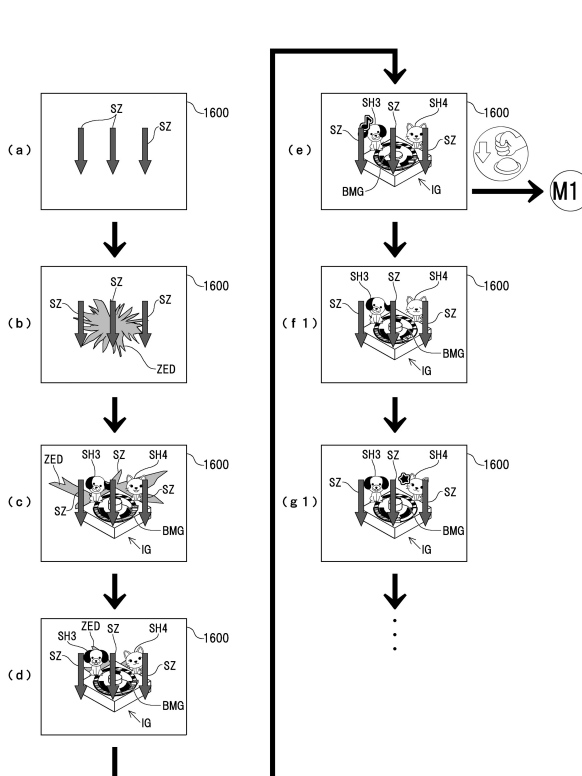 (a)
SZ
SZ
1600
(b)
SZ
SZ
SZ
1600
ZED
(c)
ZED
SH3
SZ
SH4
1600
SZ
SZ
BMG
IG
(d)
ZED
SH3
SZ
SH4
1600
SZ
SZ
BMG
IG
(e)
SH3
SZ
SH4
1600
SZ
SZ
BMG
IG
M1
(f1)
SH3
SZ
SH4
1600
SZ
SZ
BMG
IG
(g1)
SH3
SZ
SH4
1600
SZ
SZ
BMG
IG